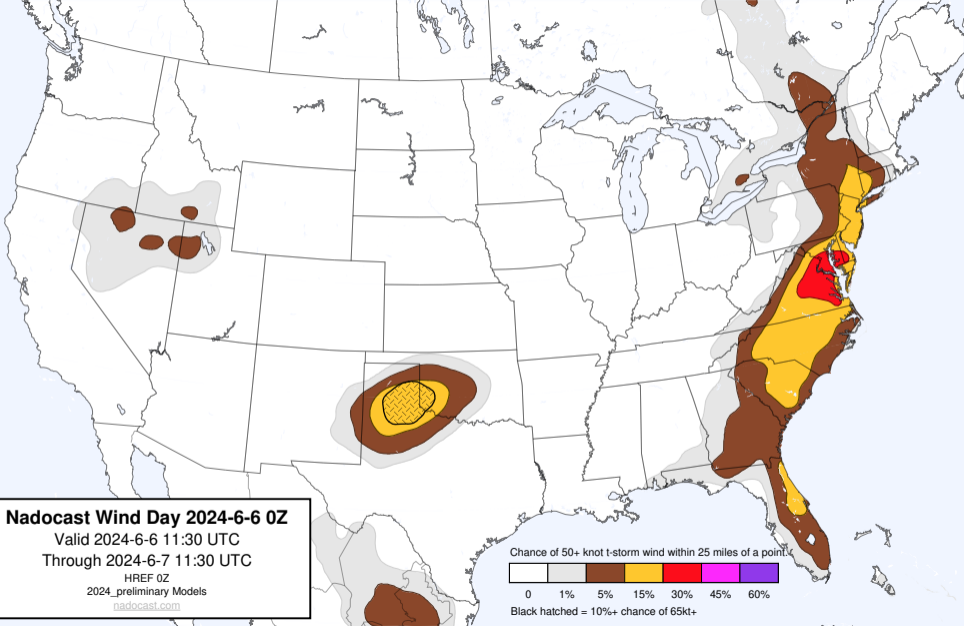 Nadocast Wind Day 2024-6-6 0Z
Valid 2024-6-6 11:30 UTC
Through 2024-6-7 11:30 UTC
HREF 0Z
2024_preliminary Models
nadocast.com
Chance of 50+ knot t-storm wind within 25 miles of a point.
0 1% 5% 15% 30% 45% 60%
Black hatched = 10%+ chance of 65kt+